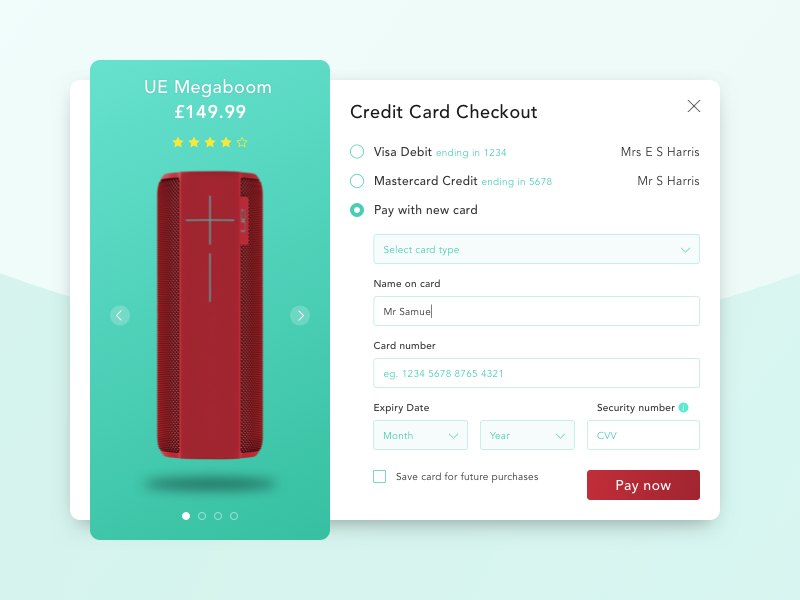 UE Megaboom
£149.99
Credit Card Checkout
Visa Debit ending in 1234 Mrs E S Harris
Mastercard Credit ending in 5678 Mr S Harris
Pay with new card
Select card type
Name on card
Mr Samue
Card number
eg. 1234 5678 8765 4321
Expiry Date Security number i
Month Year CVV
Save card for future purchases
Pay now